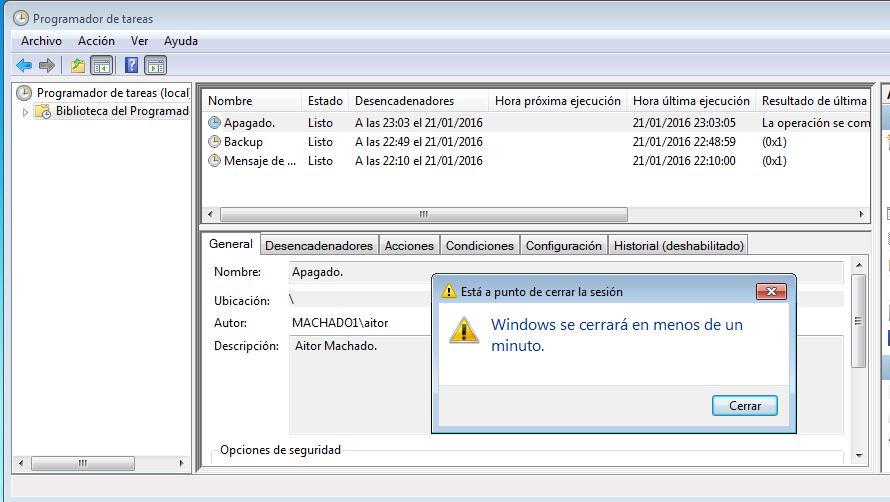 Programador de tareas
Archivo Acción Ver Ayuda
Programador de tareas (local)
Biblioteca del Programad
Nombre Estado Desencadenadores Hora próxima ejecución Hora última ejecución Resultado de última
Apagado. Listo A las 23:03 el 21/01/2016 21/01/2016 23:03:05 La operación se com
Backup Listo A las 22:49 el 21/01/2016 21/01/2016 22:48:59 (0x1)
Mensaje de ... Listo A las 22:10 el 21/01/2016 21/01/2016 22:10:00 (0x1)
General Desencadenadores Acciones Condiciones Configuración Historial (deshabilitado)
Nombre: Apagado.
Ubicación: \
Autor: MACHADO1\aitor
Descripción: Aitor Machado.
Opciones de seguridad
Está a punto de cerrar la sesión
Windows se cerrará en menos de un
minuto.
Cerrar